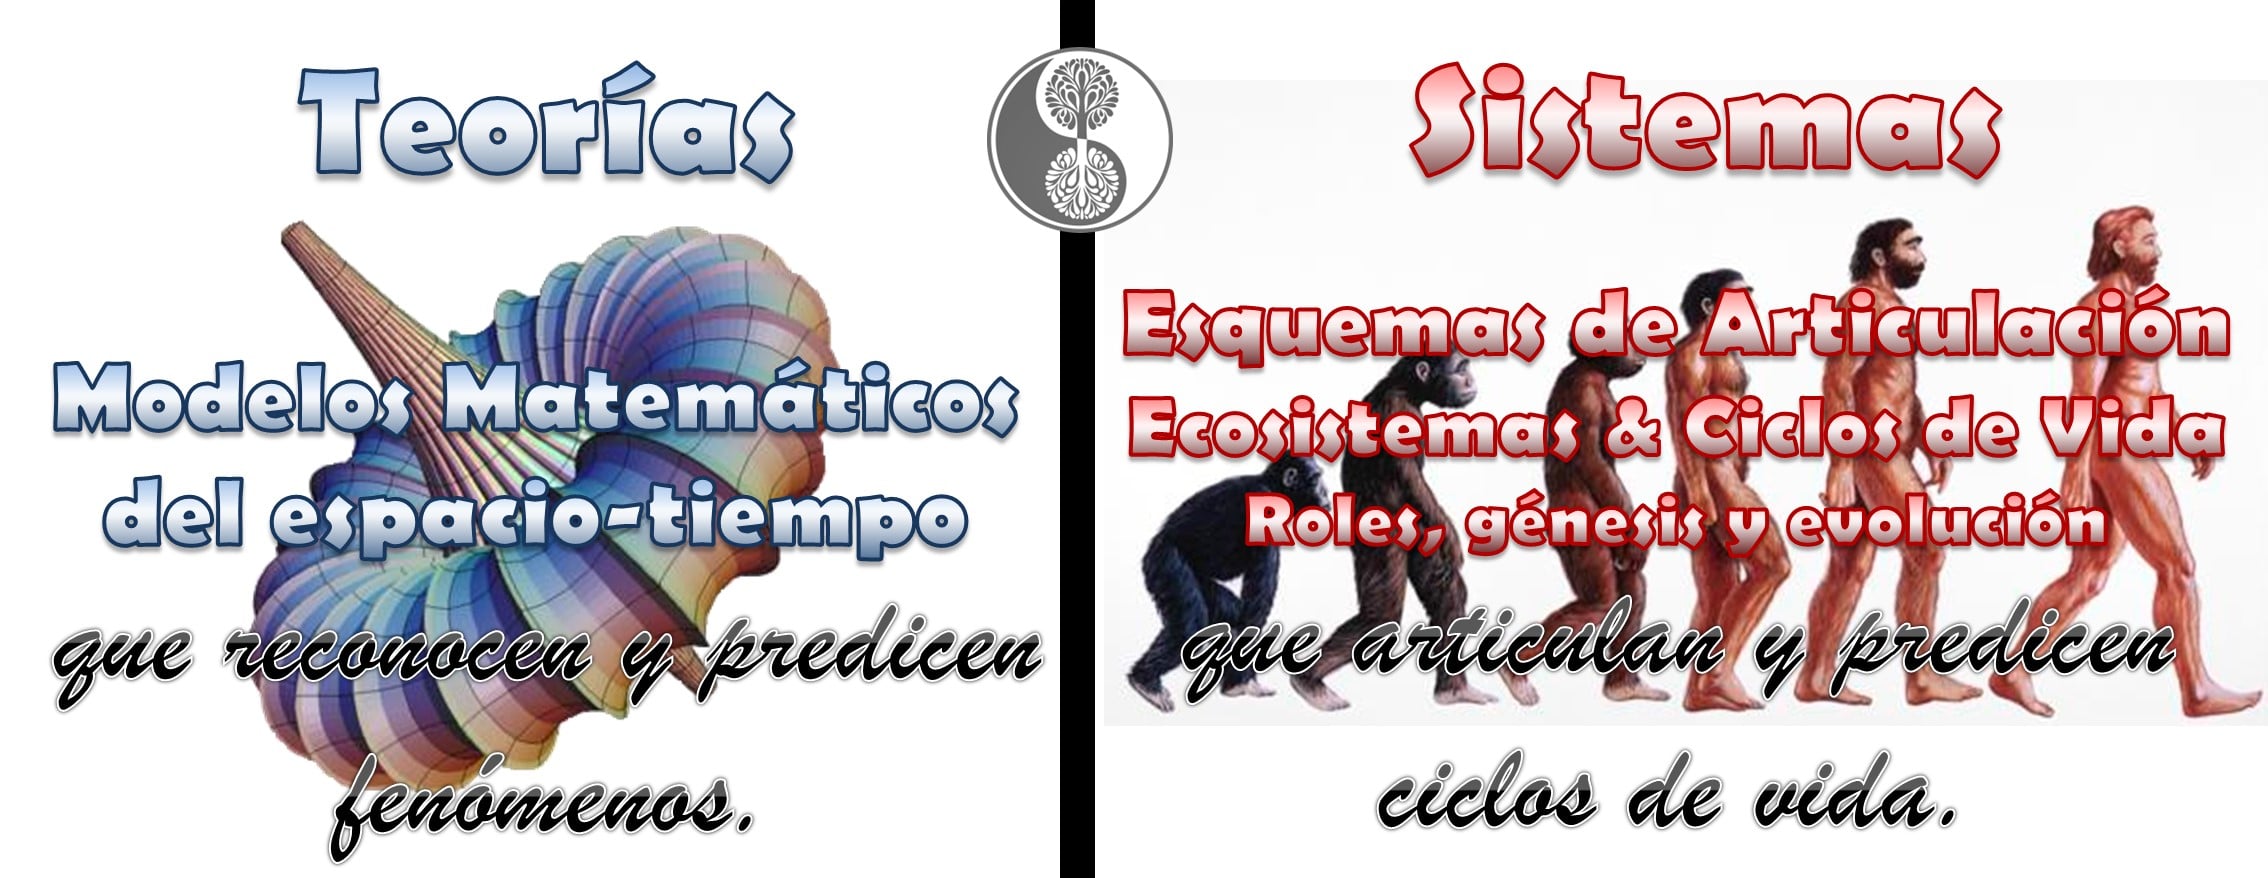 Teorías
Modelos Matemáticos
del espacio-tiempo
que reconocen y predicen
fenómenos.
Sistemas
Esquemas de Articulación
Ecosistemas & Ciclos de Vida
Roles, génesis y evolución
que articulan y predicen
ciclos de vida.